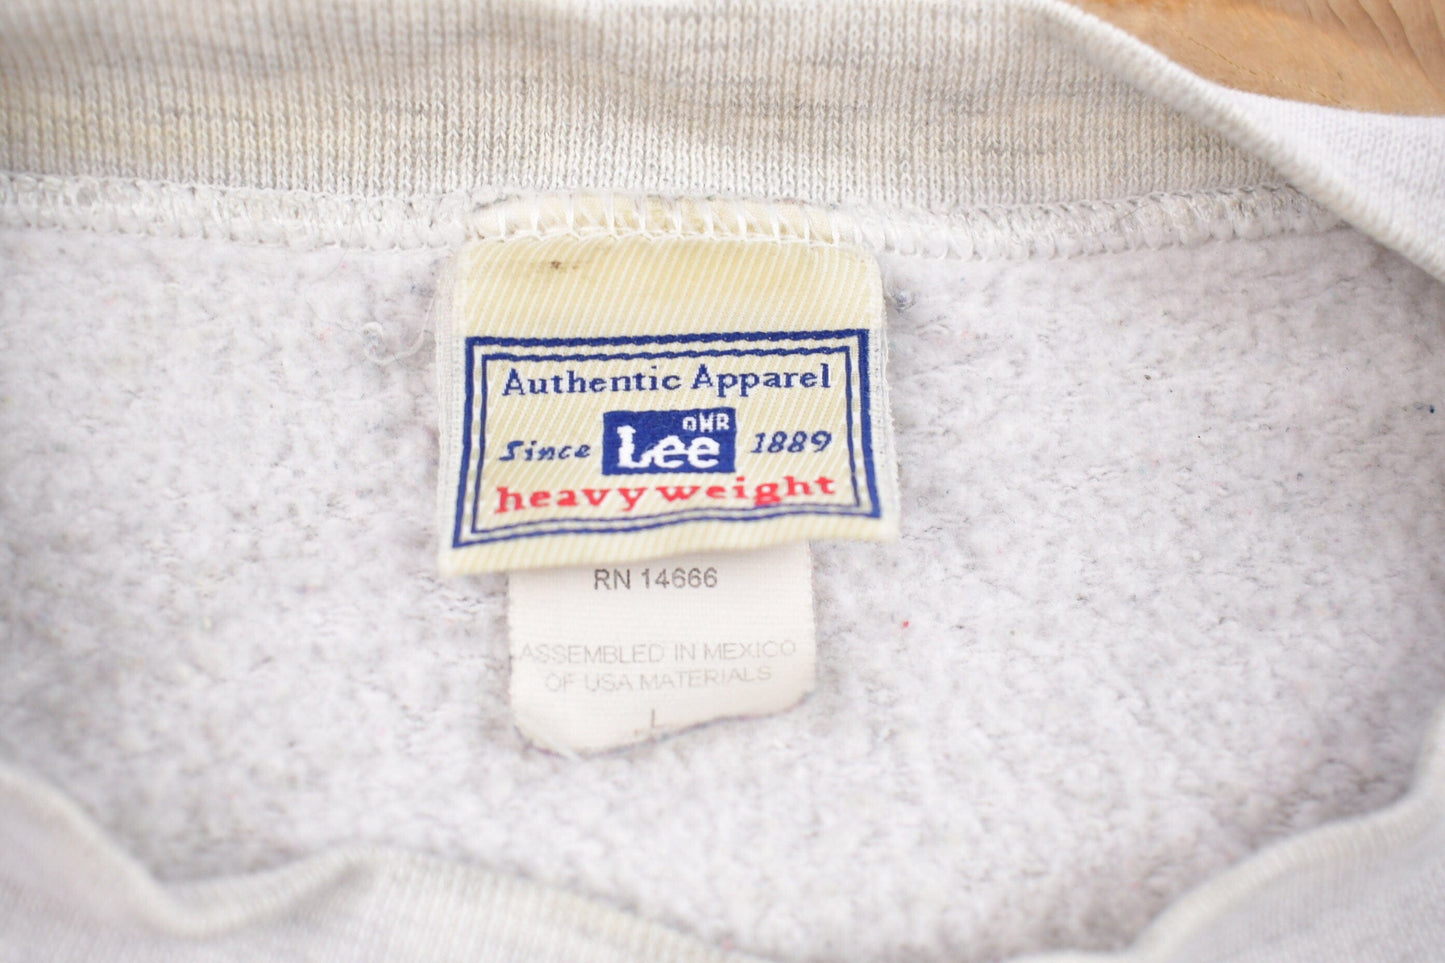 Authentic Apparel
Since Lee OWR 1889
heavyweight
RN 14666
ASSEMBLED IN MEXICO
OF USA MATERIALS
L